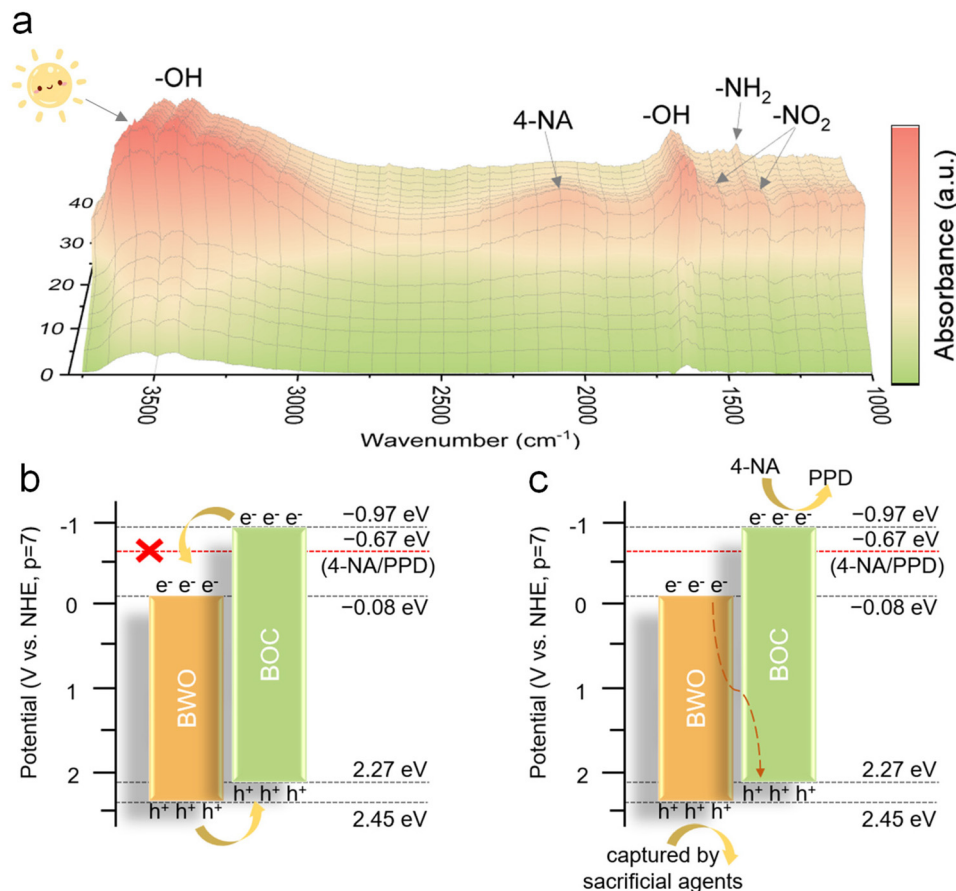 a
-OH
4-NA
-OH
-NH₂
-NO₂
40
30
20
10
0
3500
3000
2500
2000
1500
1000
Wavenumber (cm⁻¹)
Absorbance (a.u.)
b
Potential (V vs. NHE, p=7)
-1
0
1
2
e⁻ e⁻ e⁻
e⁻ e⁻ e⁻
BWO
BOC
h⁺ h⁺ h⁺
h⁺ h⁺ h⁺
−0.97 eV
−0.67 eV
(4-NA/PPD)
−0.08 eV
2.27 eV
2.45 eV
c
4-NA
PPD
Potential (V vs. NHE, p=7)
-1
0
1
2
e⁻ e⁻ e⁻
e⁻ e⁻ e⁻
BWO
BOC
h⁺ h⁺ h⁺
h⁺ h⁺ h⁺
−0.97 eV
−0.67 eV
(4-NA/PPD)
−0.08 eV
2.27 eV
2.45 eV
captured by
sacrificial agents